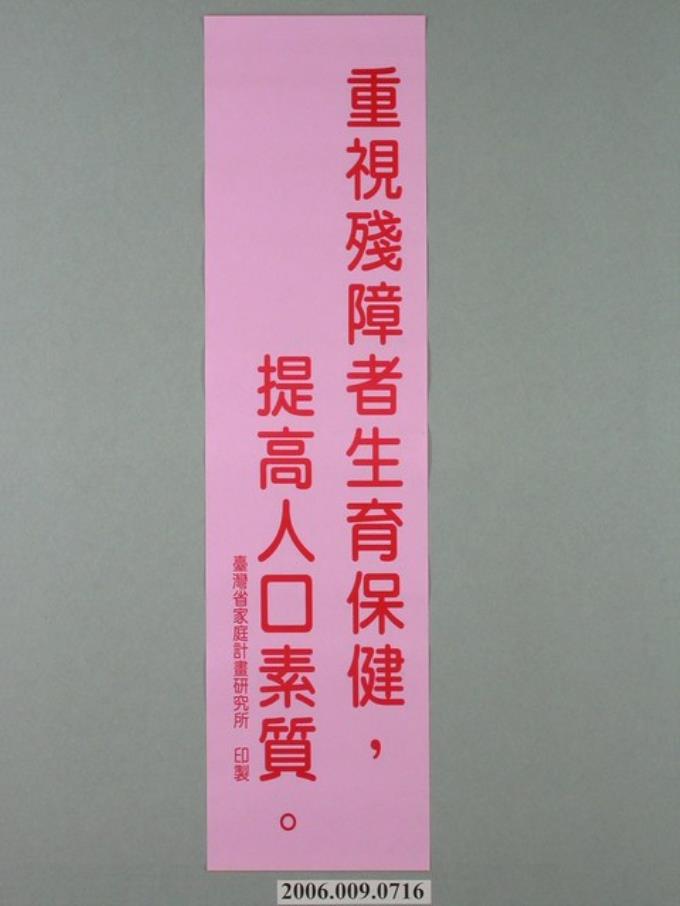 重視殘障者生育保健，
提高人口素質。
臺灣省家庭計畫研究所 印製
2006.009.0716